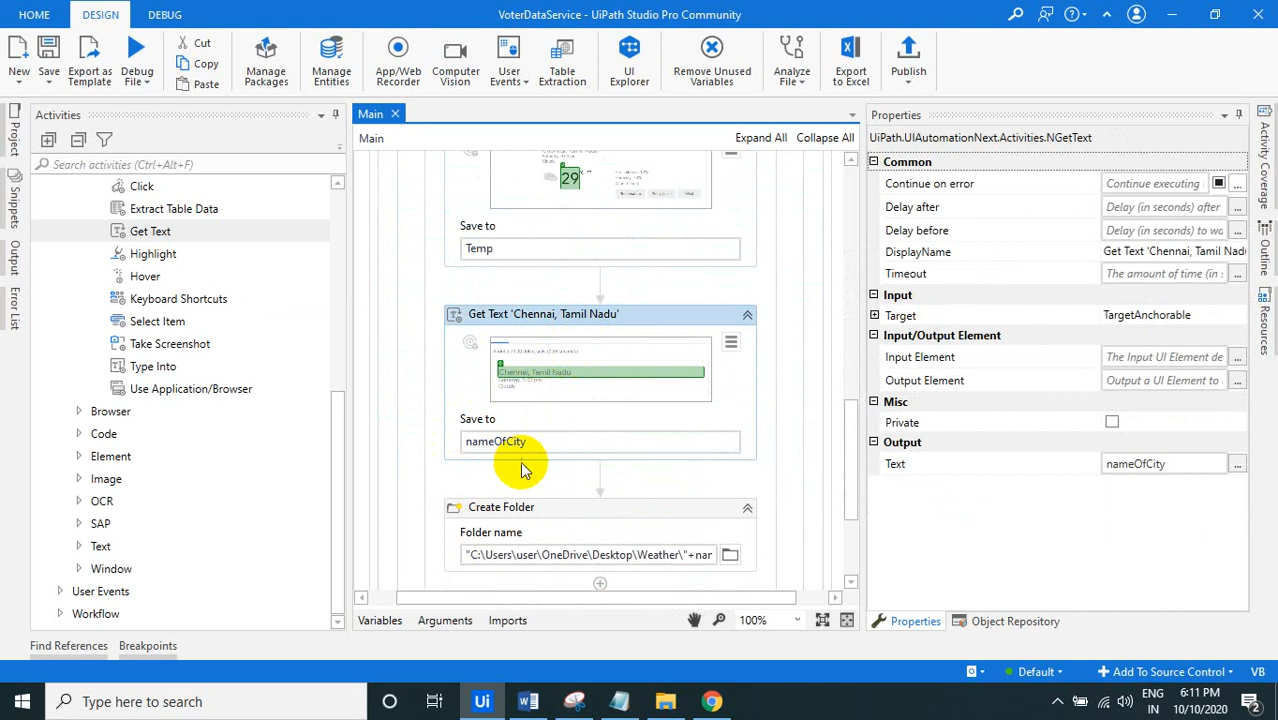 HOME
DESIGN
DEBUG
VoterDataService - UiPath Studio Pro Community
New
Save
Export as Template
Debug File
Cut
Copy
Paste
Manage Packages
Manage Entities
App/Web Recorder
Computer Vision
User Events
Table Extraction
UI Explorer
Remove Unused Variables
Analyze File
Export to Excel
Publish
Project
Snippets
Output
Error List
Activities
Search activities (Ctrl+Alt+F)
Click
Extract Table Data
Get Text
Highlight
Hover
Keyboard Shortcuts
Select Item
Take Screenshot
Type Into
Use Application/Browser
Browser
Code
Element
Image
OCR
SAP
Text
Window
User Events
Workflow
Find References
Breakpoints
Main
Main
Expand All
Collapse All
29
Save to
Temp
Get Text 'Chennai, Tamil Nadu'
Chennai, Tamil Nadu
Save to
nameOfCity
Create Folder
Folder name
"C:\Users\user\OneDrive\Desktop\Weather\"+nar
Variables
Arguments
Imports
100%
Properties
UiPath.UIAutomationNext.Activities.NGetText
Common
Continue on error
Continue executing
Delay after
Delay (in seconds) after
Delay before
Delay (in seconds) to wa
DisplayName
Get Text 'Chennai, Tamil Nadu
Timeout
The amount of time (in s
Input
Target
TargetAnchorable
Input/Output Element
Input Element
The Input UI Element de
Output Element
Output a UI Element to
Misc
Private
Output
Text
nameOfCity
Properties
Object Repository
Activity Coverage
Outline
Resources
Default
Add To Source Control
VB
Type here to search
ENG
IN
6:11 PM
10/10/2020
2